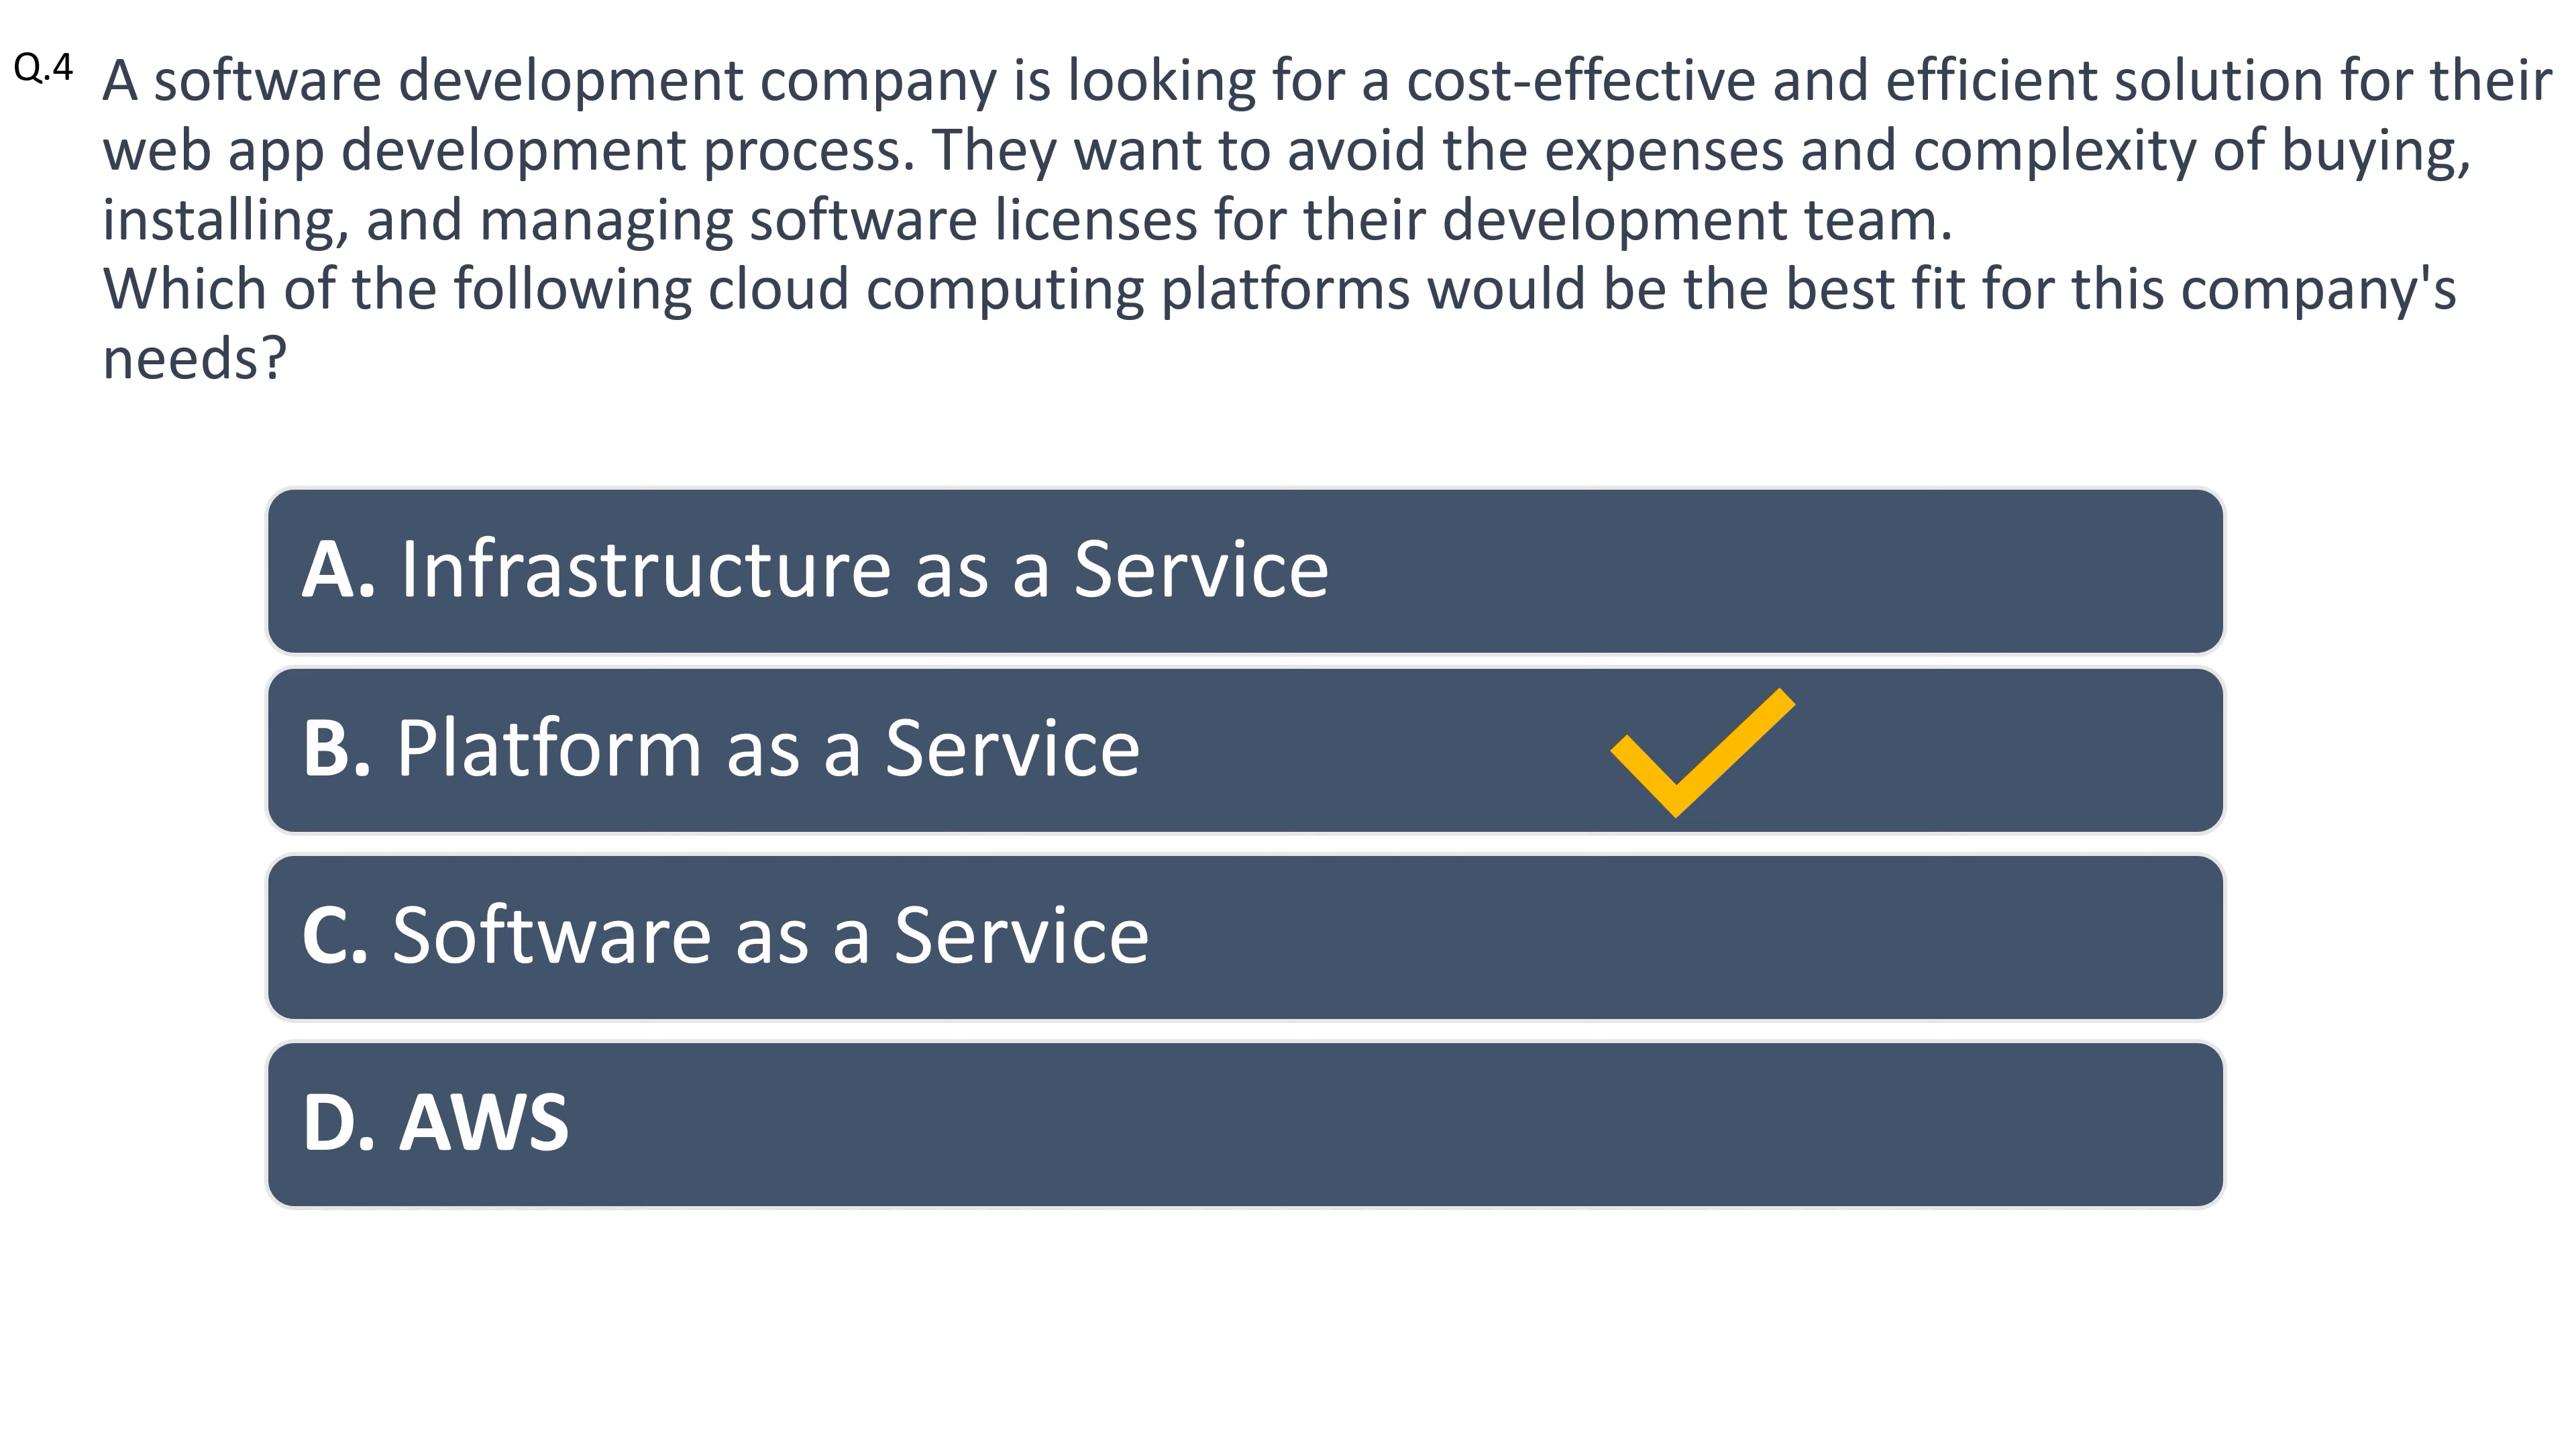 Q.4
A software development company is looking for a cost-effective and efficient solution for their
web app development process. They want to avoid the expenses and complexity of buying,
installing, and managing software licenses for their development team.
Which of the following cloud computing platforms would be the best fit for this company's
needs?
A. Infrastructure as a Service
B. Platform as a Service
C. Software as a Service
D. AWS